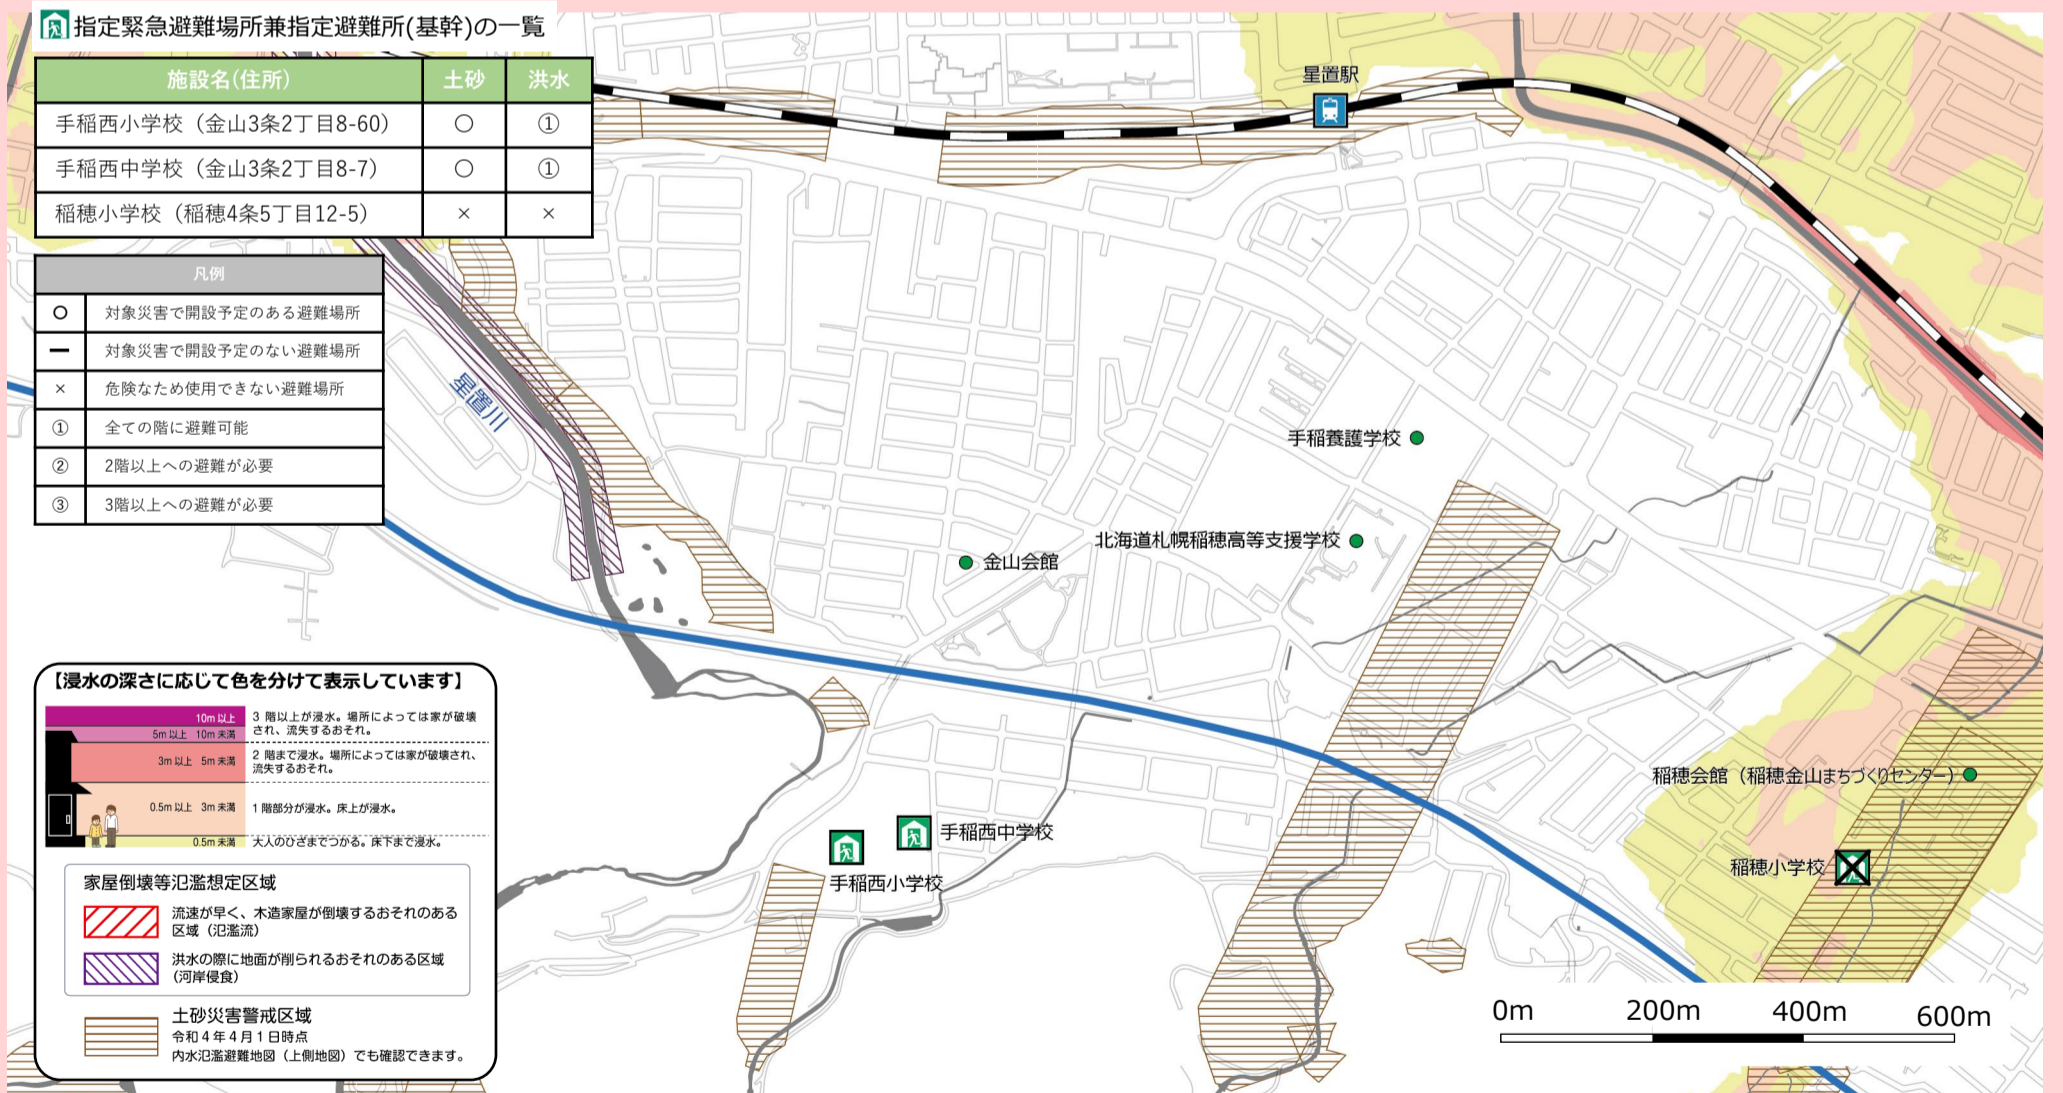 指定緊急避難場所兼指定避難所(基幹)の一覧
施設名(住所) 土砂 洪水
手稲西小学校（金山3条2丁目8-60） ○ ①
手稲西中学校（金山3条2丁目8-7） ○ ①
稲穂小学校（稲穂4条5丁目12-5） × ×
凡例
○ 対象災害で開設予定のある避難場所
ー 対象災害で開設予定のない避難場所
× 危険なため使用できない避難場所
① 全ての階に避難可能
② 2階以上への避難が必要
③ 3階以上への避難が必要
星置駅
星置川
手稲養護学校
北海道札幌稲穂高等支援学校
金山会館
稲穂会館（稲穂金山まちづくりセンター）
手稲西中学校
手稲西小学校
稲穂小学校
【浸水の深さに応じて色を分けて表示しています】
10m以上
3 階以上が浸水。場所によっては家が破壊
され、流失するおそれ。
5m以上 10m未満
3m以上 5m未満
2 階まで浸水。場所によっては家が破壊され、
流失するおそれ。
0.5m以上 3m未満
1 階部分が浸水。床上が浸水。
0.5m未満
大人のひざまでつかる。床下まで浸水。
家屋倒壊等氾濫想定区域
流速が早く、木造家屋が倒壊するおそれのある
区域（氾濫流）
洪水の際に地面が削られるおそれのある区域
（河岸侵食）
土砂災害警戒区域
令和4年4月1日時点
内水氾濫避難地図（上側地図）でも確認できます。
0m 200m 400m 600m